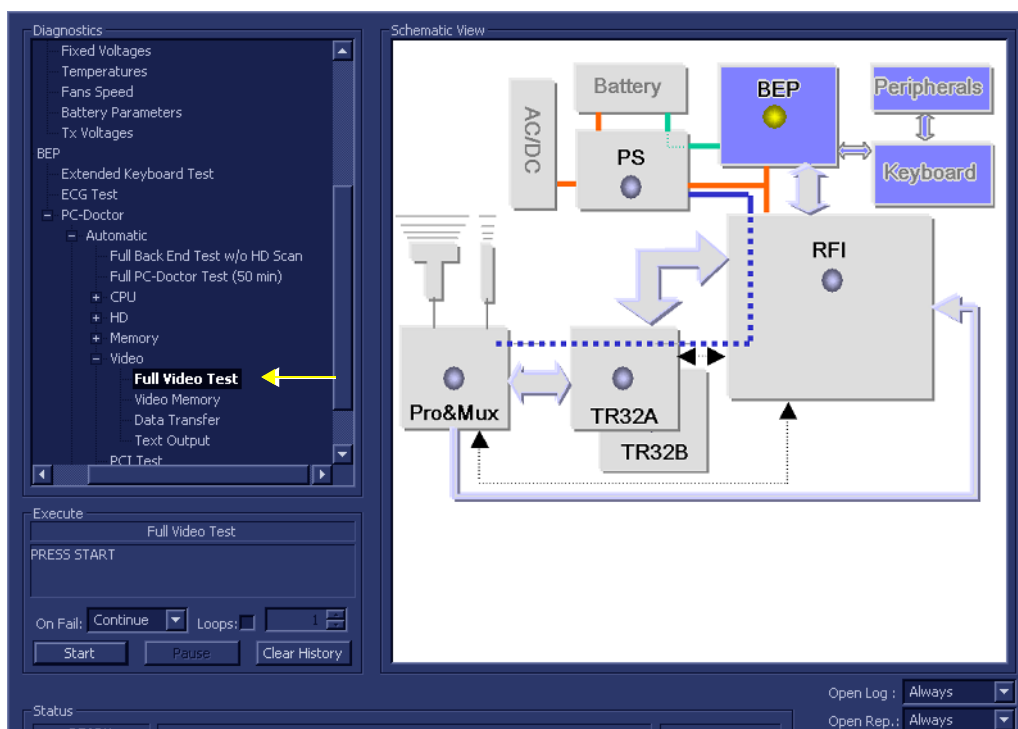 Diagnostics
Fixed Voltages
Temperatures
Fans Speed
Battery Parameters
Tx Voltages
BEP
Extended Keyboard Test
ECG Test
PC-Doctor
Automatic
Full Back End Test w/o HD Scan
Full PC-Doctor Test (50 min)
CPU
HD
Memory
Video
Full Video Test
Video Memory
Data Transfer
Text Output
PCI Test
Execute
Full Video Test
PRESS START
On Fail: Continue Loops: 1
Start Pause Clear History
Schematic View
AC/DC
Battery
BEP
Peripherals
PS
Keyboard
RFI
Pro&Mux
TR32A
TR32B
Open Log : Always
Status
Open Rep.: Always